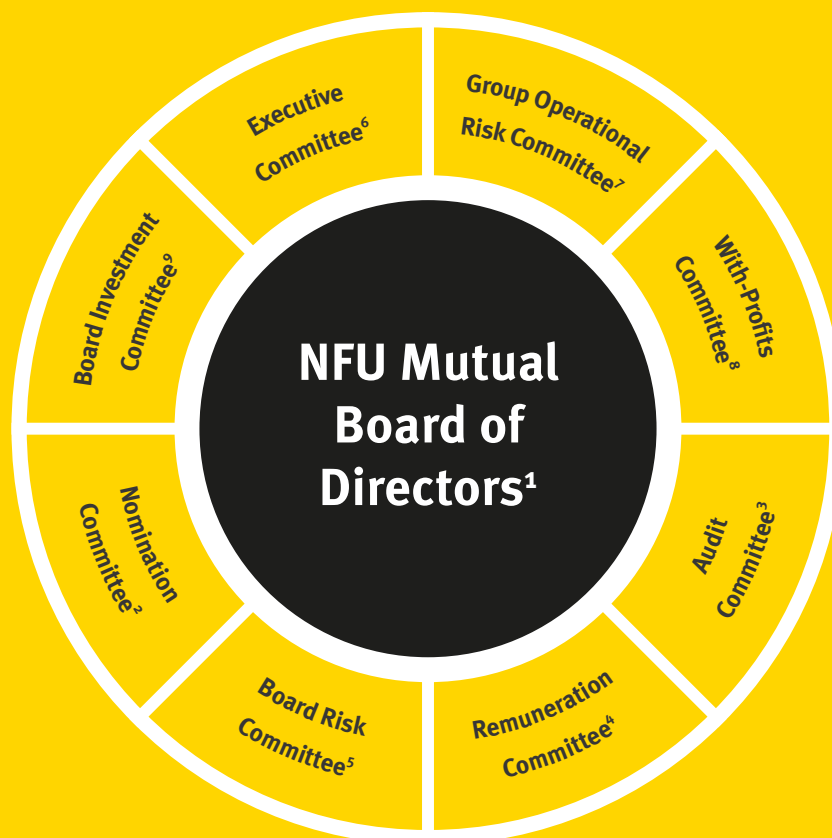 Executive
Committee⁶
Group Operational
Risk Committee⁷
With-Profits
Committee⁸
Audit
Committee³
Remuneration
Committee⁴
Board Risk
Committee⁵
Nomination
Committee²
Board Investment
Committee⁹
NFU Mutual
Board of
Directors¹